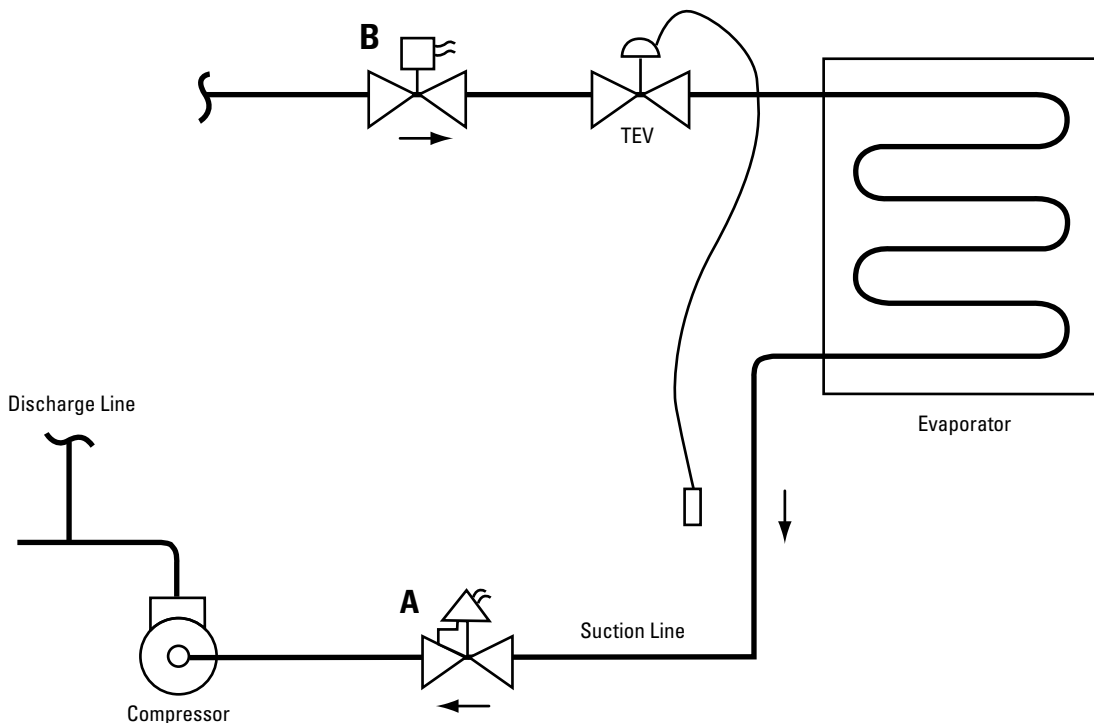 B
TEV
Discharge Line
Evaporator
A
Suction Line
Compressor